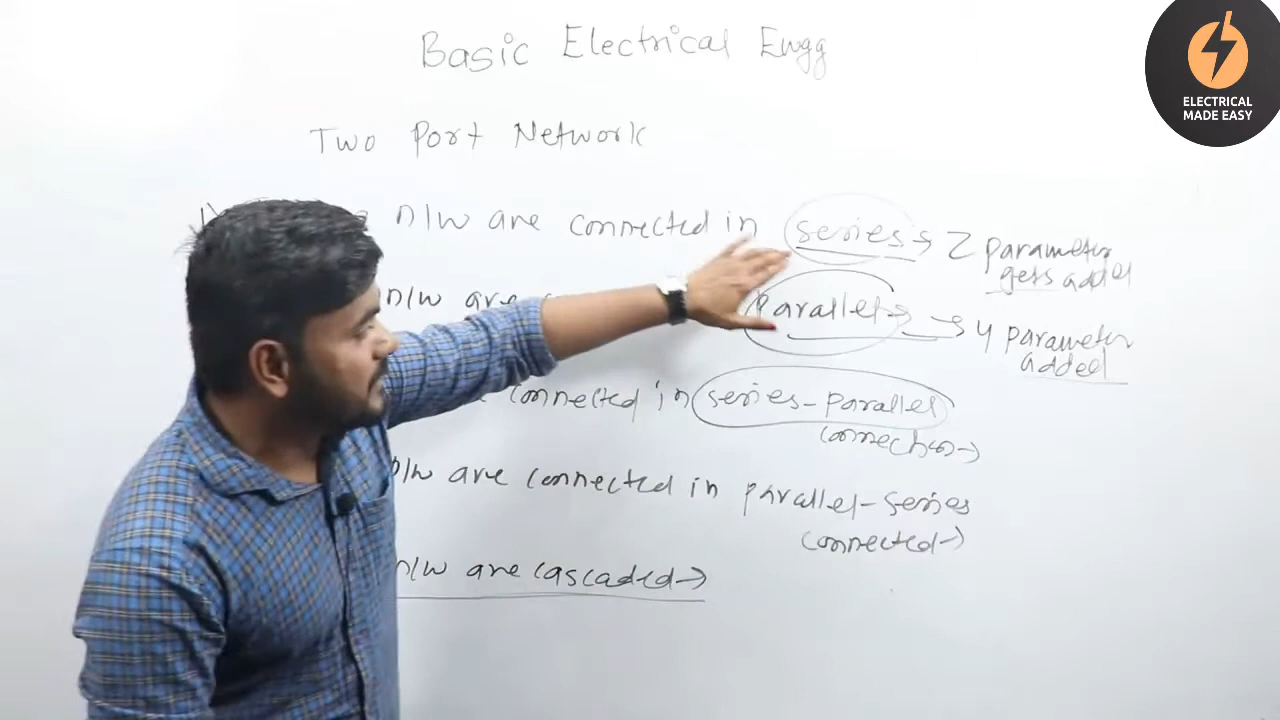 Basic Electrical Engg
ELECTRICAL
MADE EASY
Two Port Network
n/w are connected in series → Z parameter
gets added
n/w are Parallel → → Y parameter
added
connected in series-parallel
connection →
n/w are connected in parallel-series
connected →
n/w are cascaded →